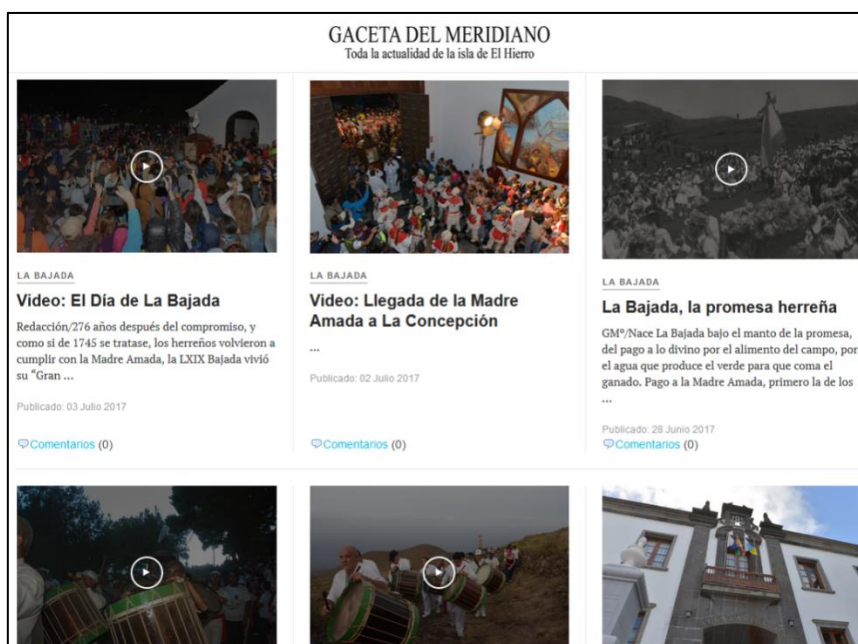 GACETA DEL MERIDIANO
Toda la actualidad de la isla de El Hierro
LA BAJADA
Video: El Día de La Bajada
Redacción/276 años después del compromiso, y
como si de 1745 se tratase, los herreños volvieron a
cumplir con la Madre Amada, la LXIX Bajada vivió
su “Gran ...
Publicado: 03 Julio 2017
Comentarios (0)
LA BAJADA
Video: Llegada de la Madre
Amada a La Concepción
...
Publicado: 02 Julio 2017
Comentarios (0)
LA BAJADA
La Bajada, la promesa herreña
GMº/Nace La Bajada bajo el manto de la promesa,
del pago a lo divino por el alimento del campo, por
el agua que produce el verde para que coma el
ganado. Pago a la Madre Amada, primero la de los
...
Publicado: 28 Junio 2017
Comentarios (0)